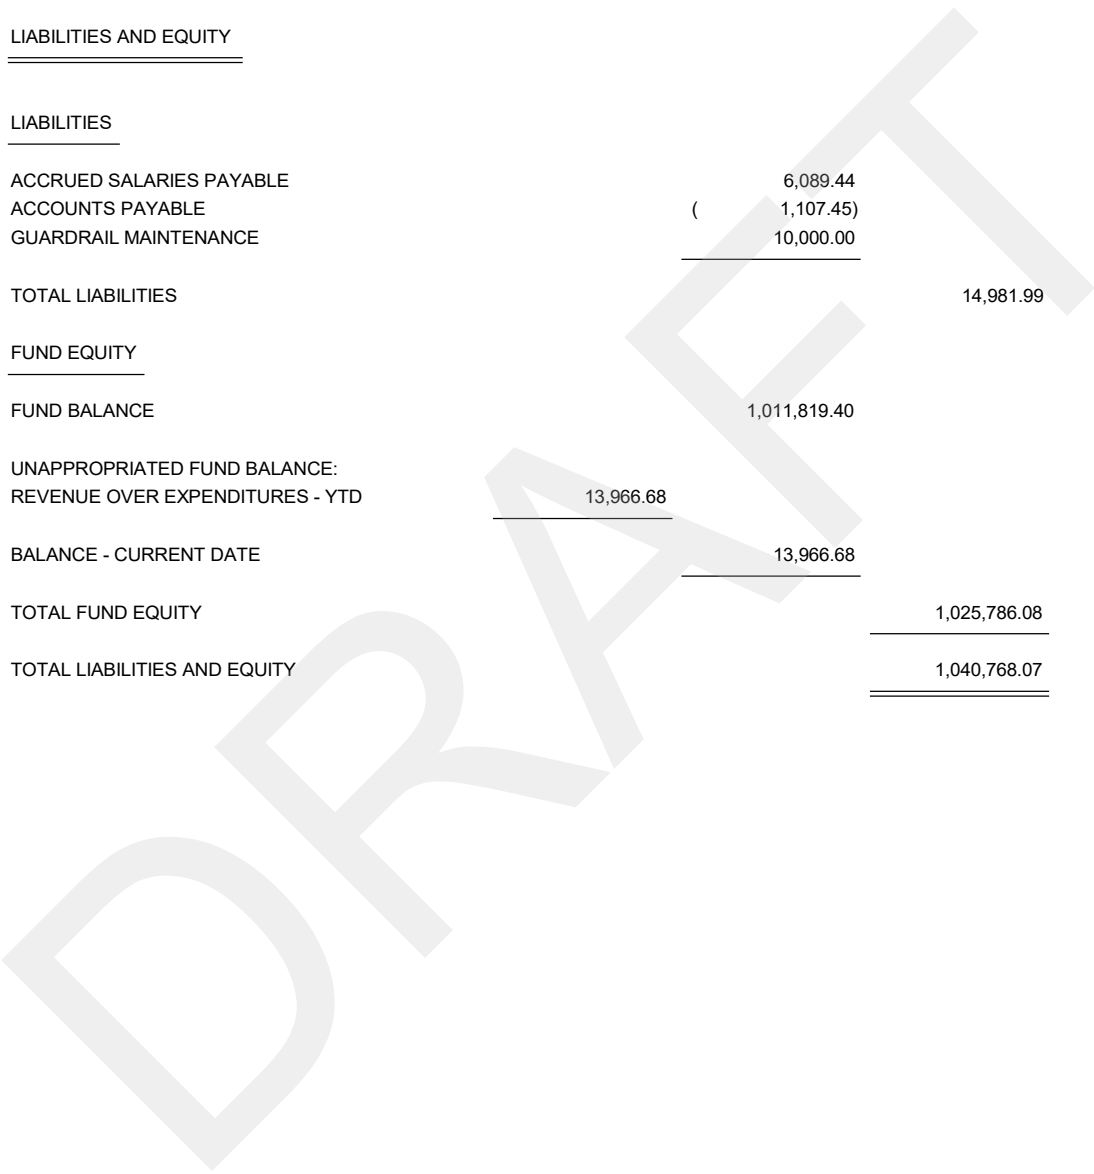 LIABILITIES AND EQUITY
LIABILITIES
ACCRUED SALARIES PAYABLE 6,089.44
ACCOUNTS PAYABLE ( 1,107.45)
GUARDRAIL MAINTENANCE 10,000.00
TOTAL LIABILITIES 14,981.99
FUND EQUITY
FUND BALANCE 1,011,819.40
UNAPPROPRIATED FUND BALANCE:
REVENUE OVER EXPENDITURES - YTD 13,966.68
BALANCE - CURRENT DATE 13,966.68
TOTAL FUND EQUITY 1,025,786.08
TOTAL LIABILITIES AND EQUITY 1,040,768.07
DRAFT